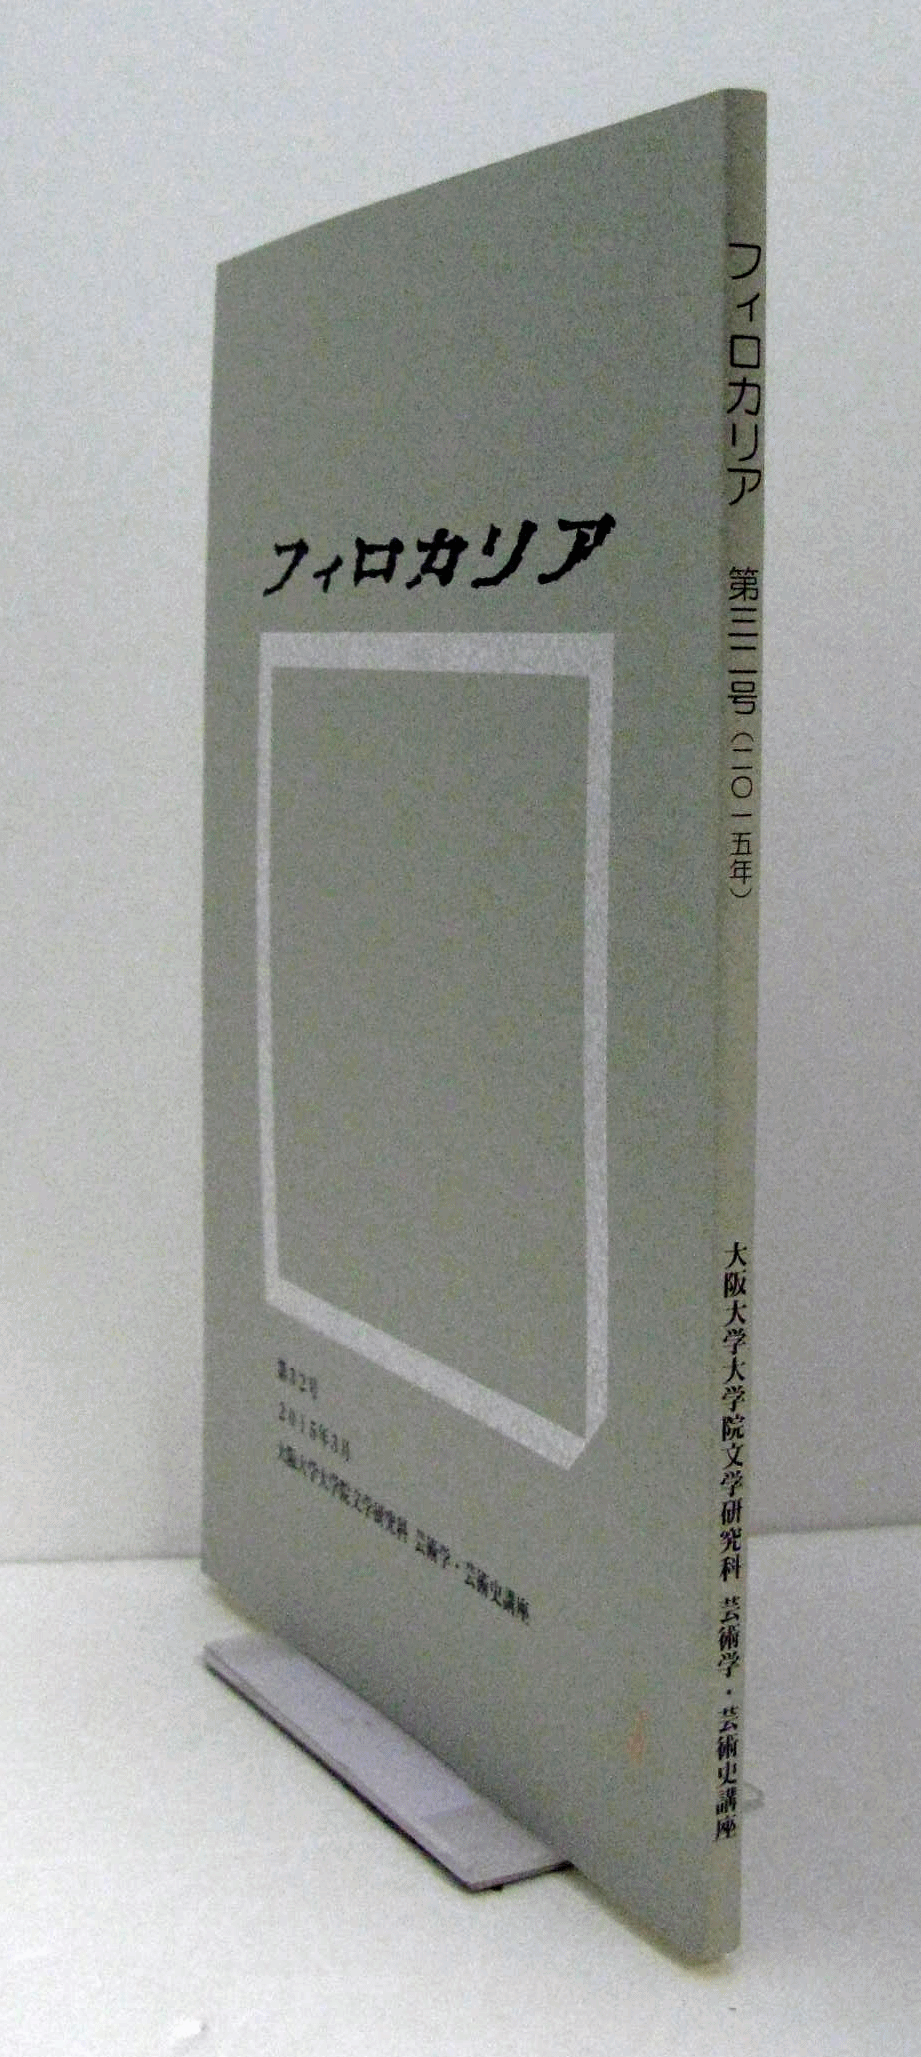 フィロカリア
第32号
2015年3月
大阪大学大学院文学研究科 芸術学・芸術史講座
フィロカリア 第三二号(二〇一五年)
大阪大学大学院文学研究科 芸術学・芸術史講座